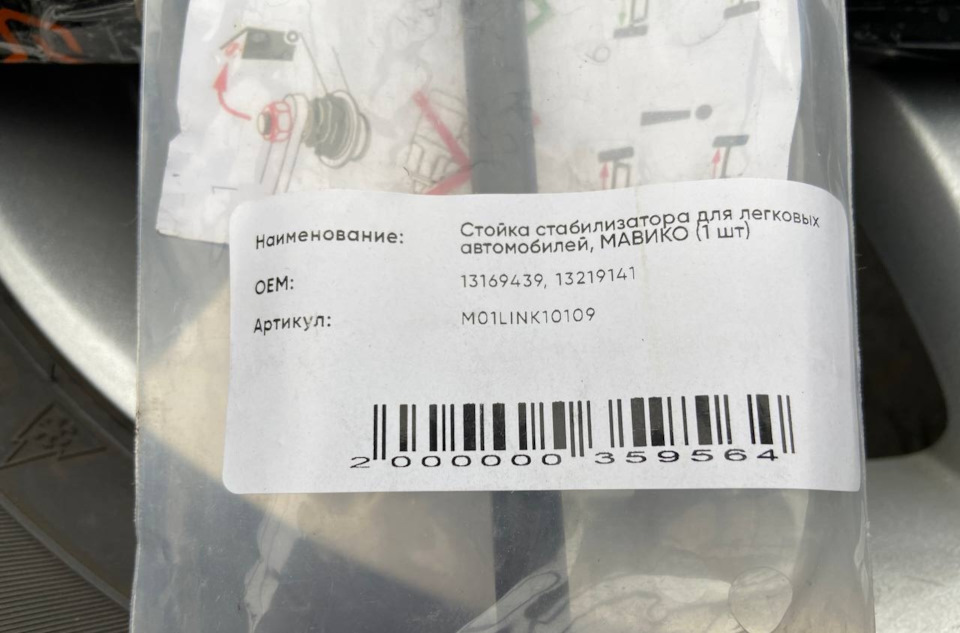 Наименование: Стойка стабилизатора для легковых
автомобилей, МАВИКО (1 шт)
OEM: 13169439, 13219141
Артикул: M01LINK10109
2 000000 359564